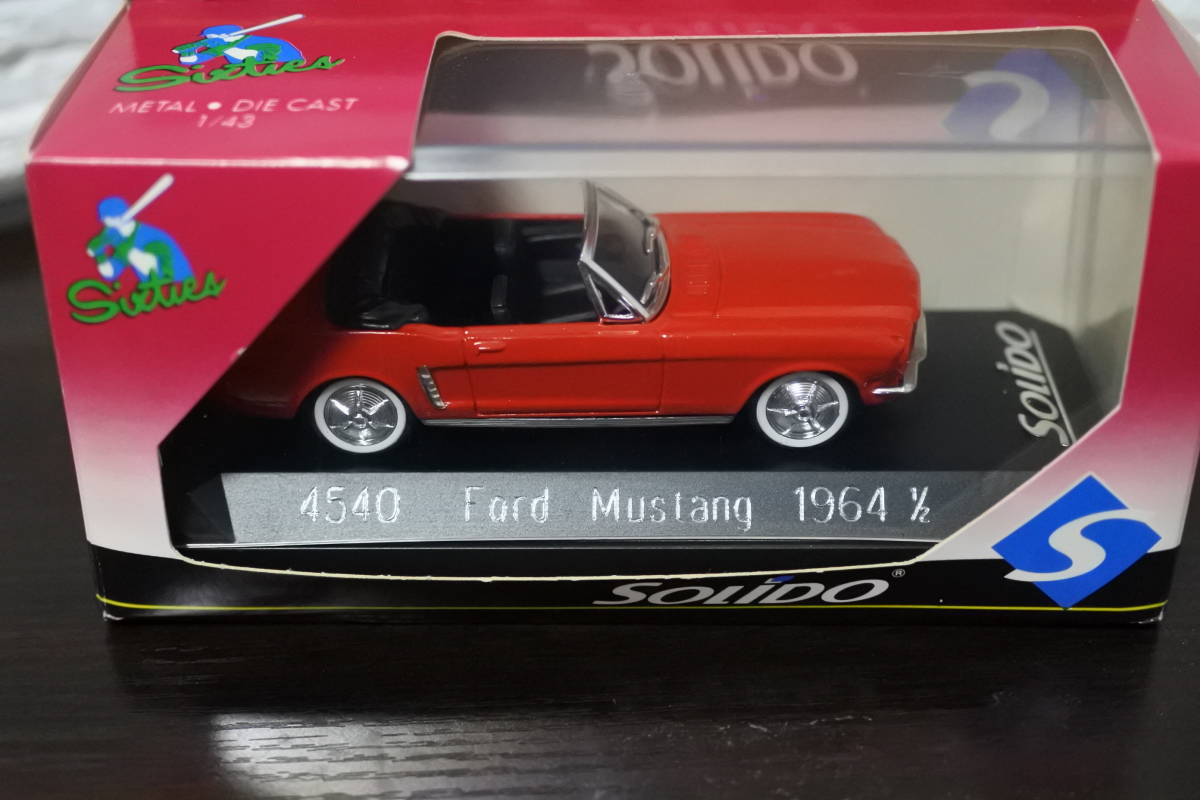 Sixties
METAL • DIE CAST
1/43
SOLIDO
Sixties
SOLIDO
4540 Ford Mustang 1964 ½
SOLIDO®